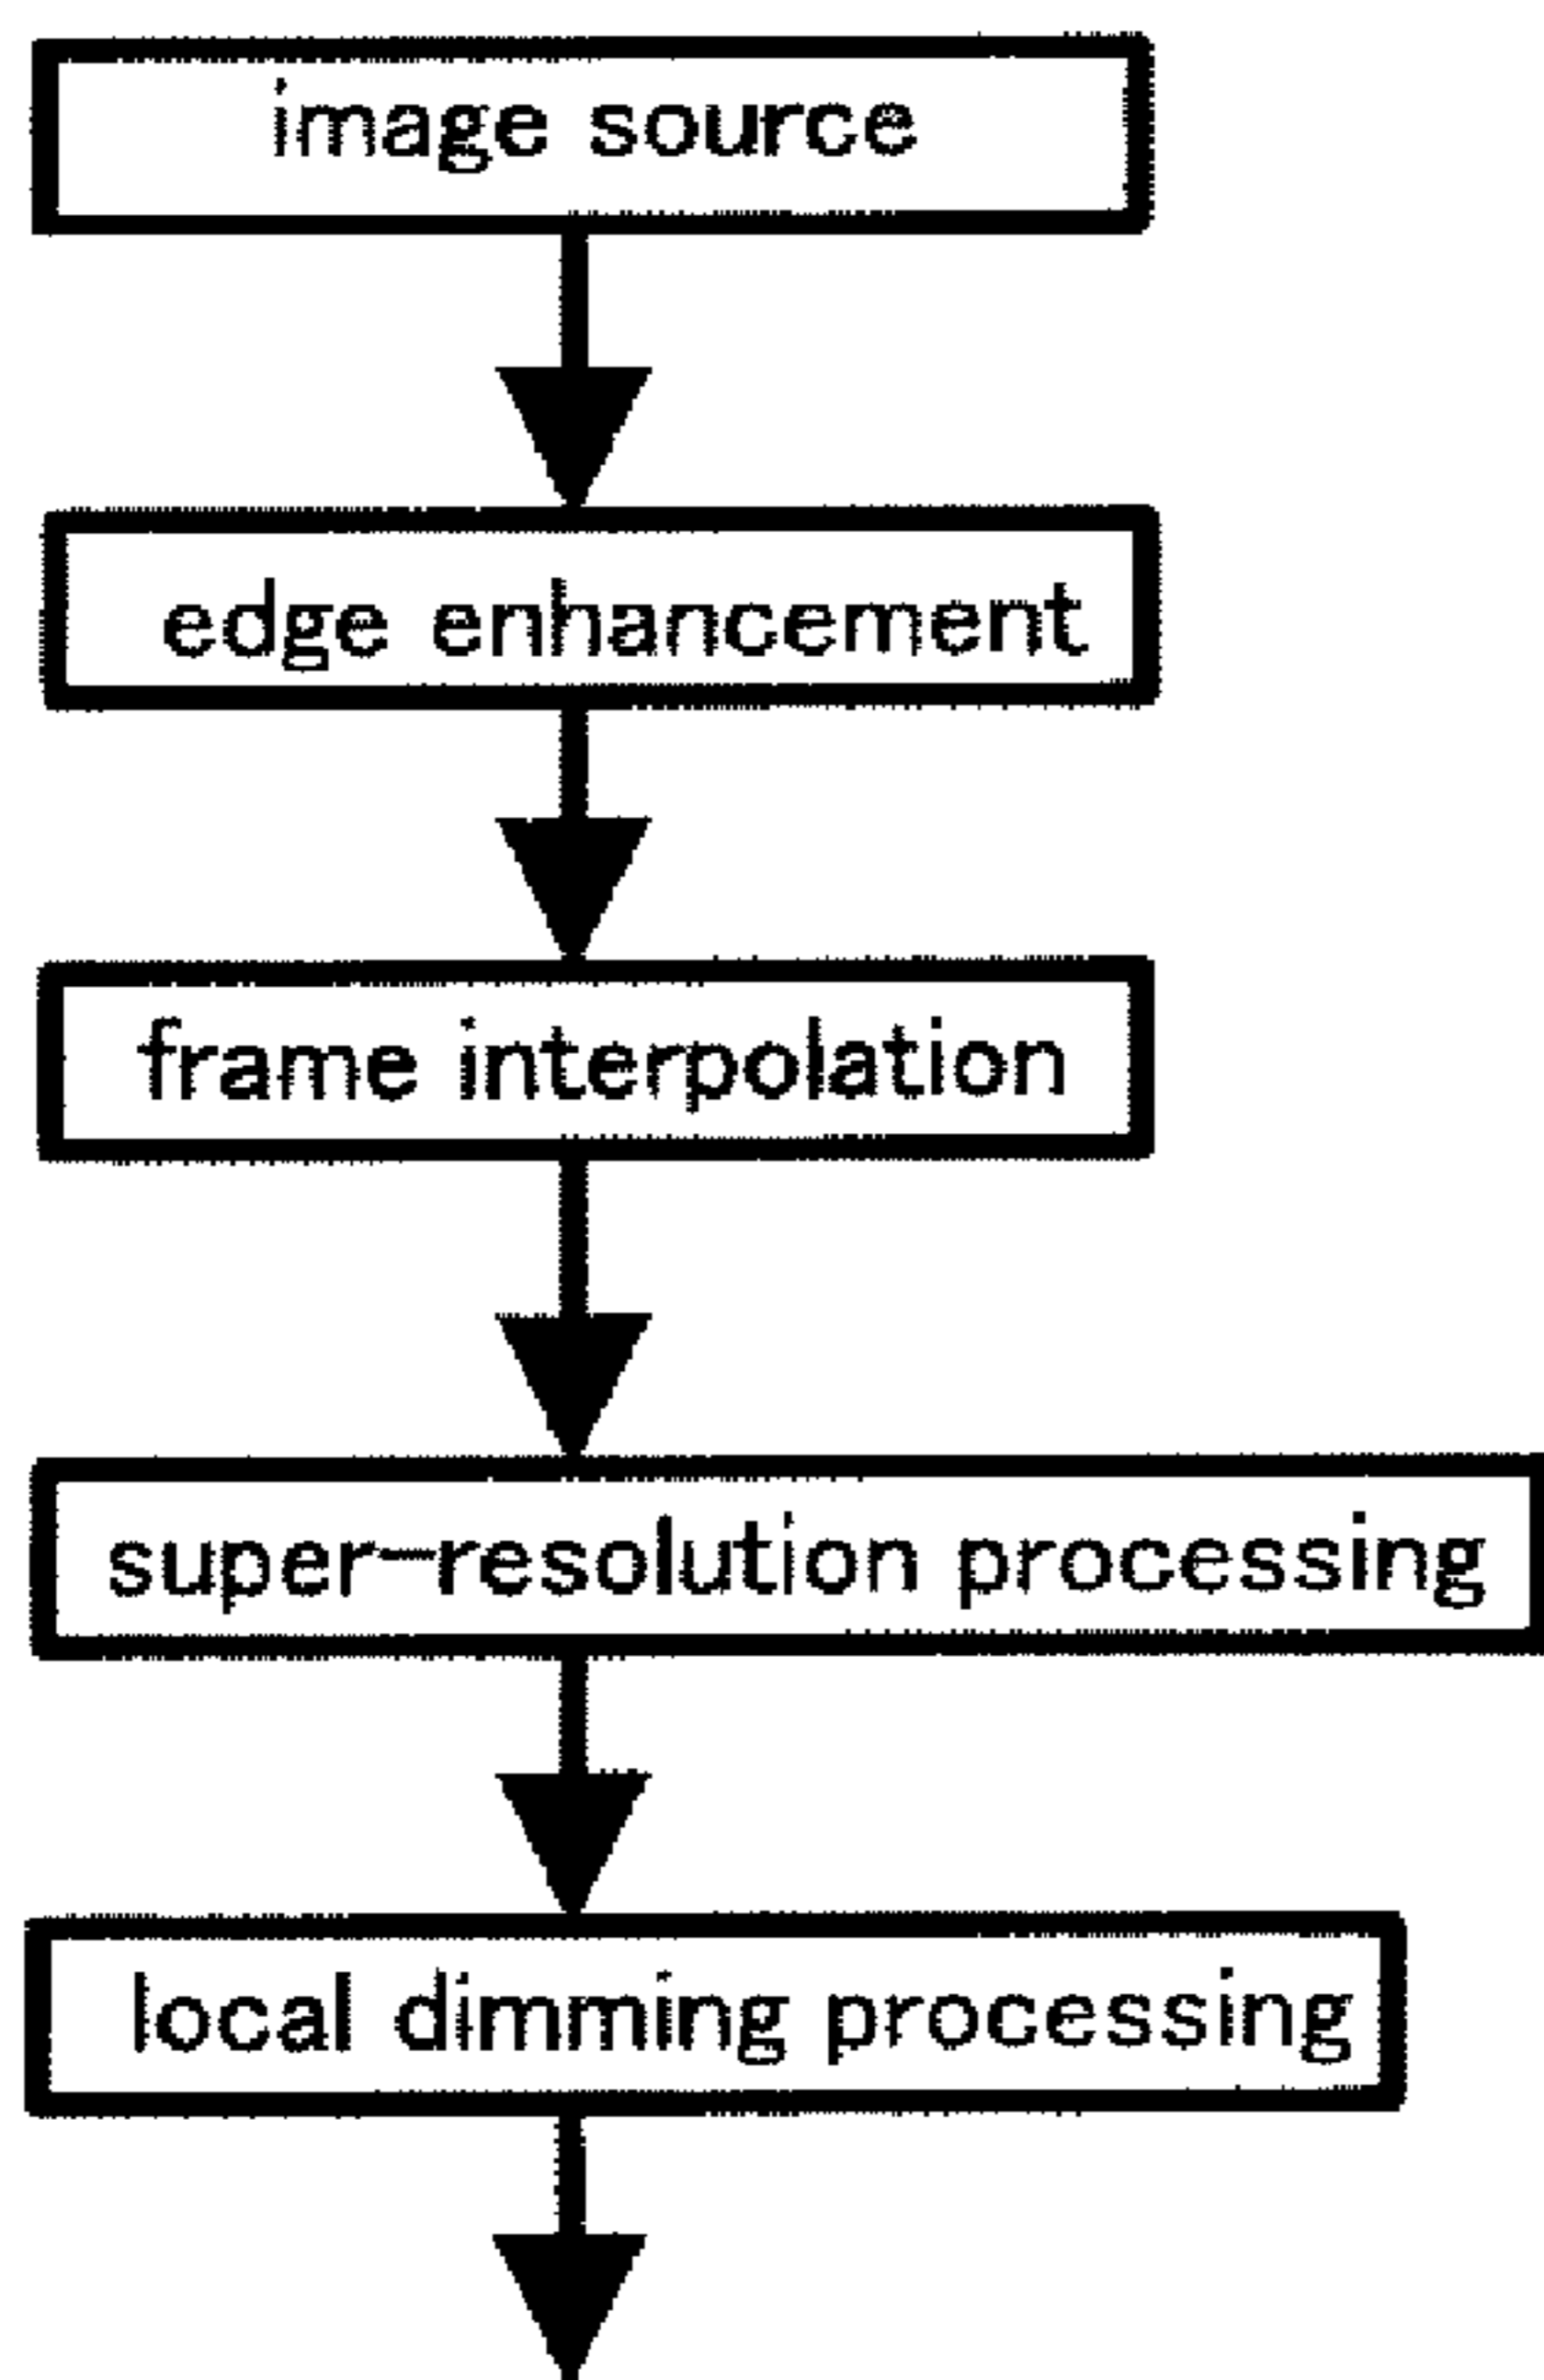 image source
edge enhancement
frame interpolation
super-resolution processing
local dimming processing